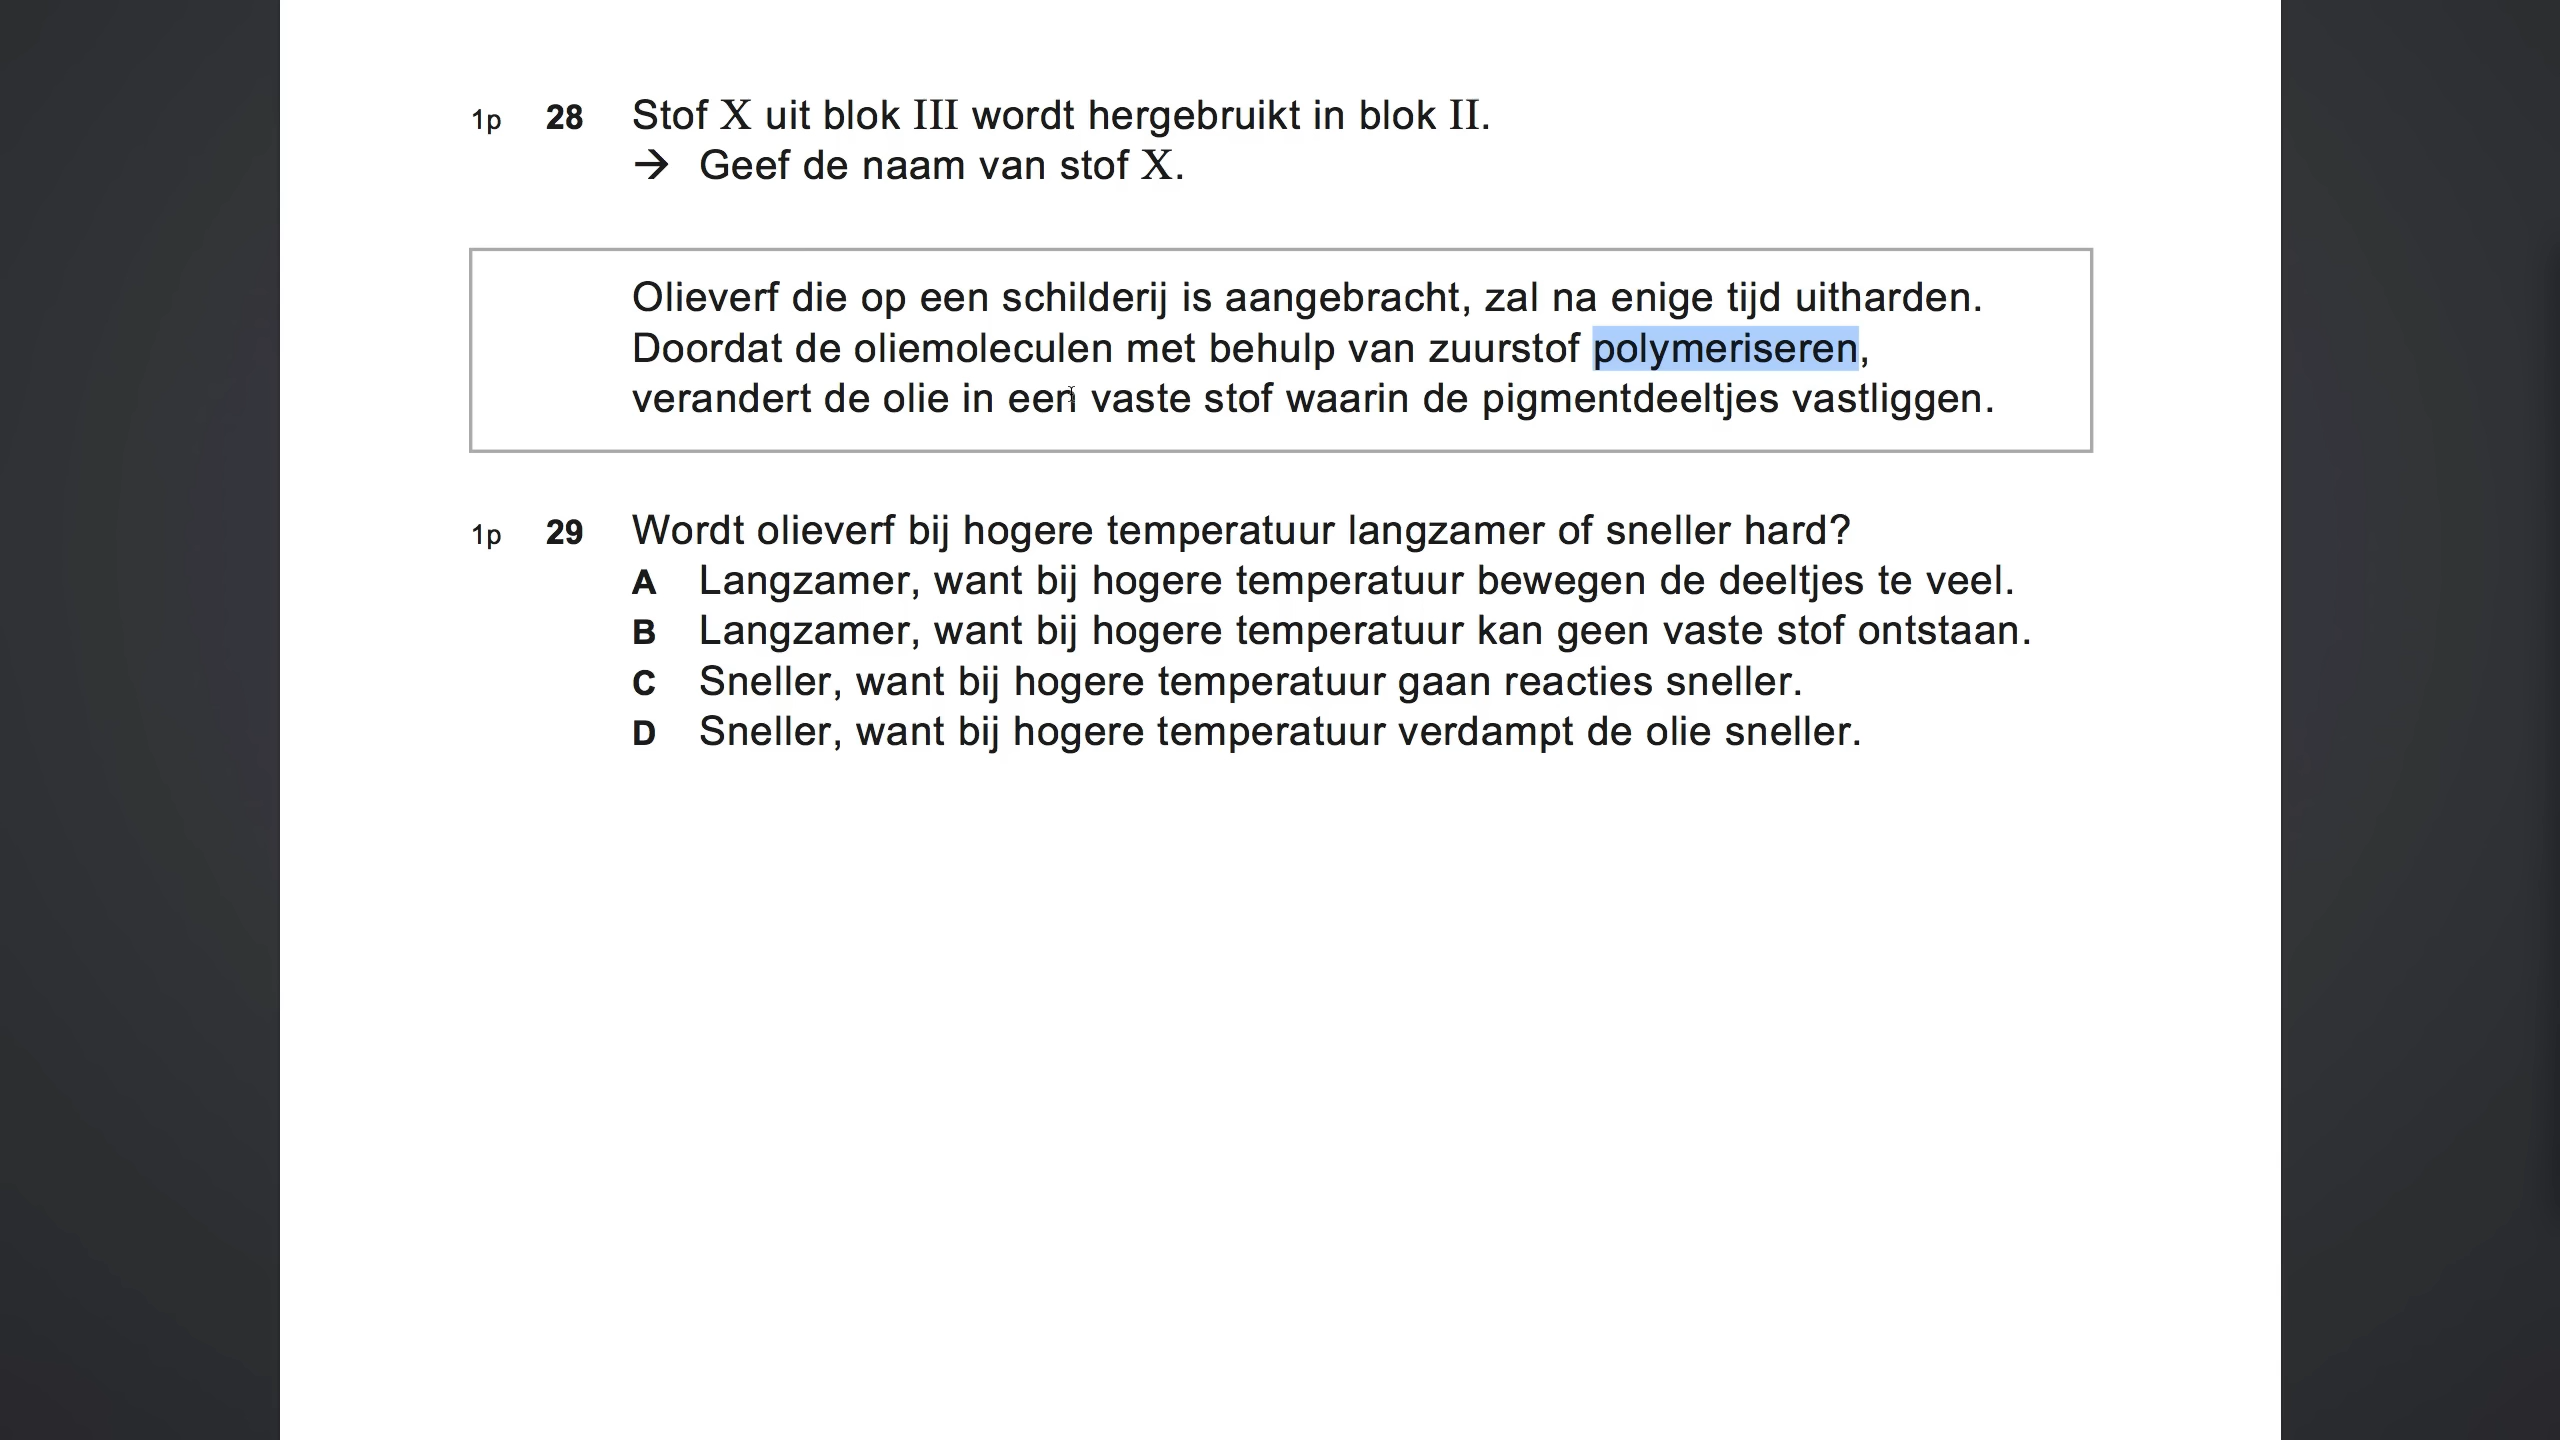 1p 28 Stof X uit blok III wordt hergebruikt in blok II.
→ Geef de naam van stof X.
Olieverf die op een schilderij is aangebracht, zal na enige tijd uitharden.
Doordat de oliemoleculen met behulp van zuurstof polymeriseren,
verandert de olie in een vaste stof waarin de pigmentdeeltjes vastliggen.
1p 29 Wordt olieverf bij hogere temperatuur langzamer of sneller hard?
A Langzamer, want bij hogere temperatuur bewegen de deeltjes te veel.
B Langzamer, want bij hogere temperatuur kan geen vaste stof ontstaan.
C Sneller, want bij hogere temperatuur gaan reacties sneller.
D Sneller, want bij hogere temperatuur verdampt de olie sneller.